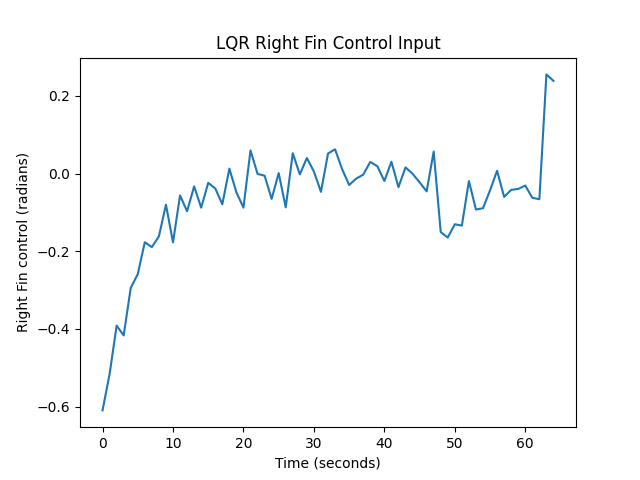 LQR Right Fin Control Input
Right Fin control (radians)
0.2
0.0
−0.2
−0.4
−0.6
0 10 20 30 40 50 60
Time (seconds)